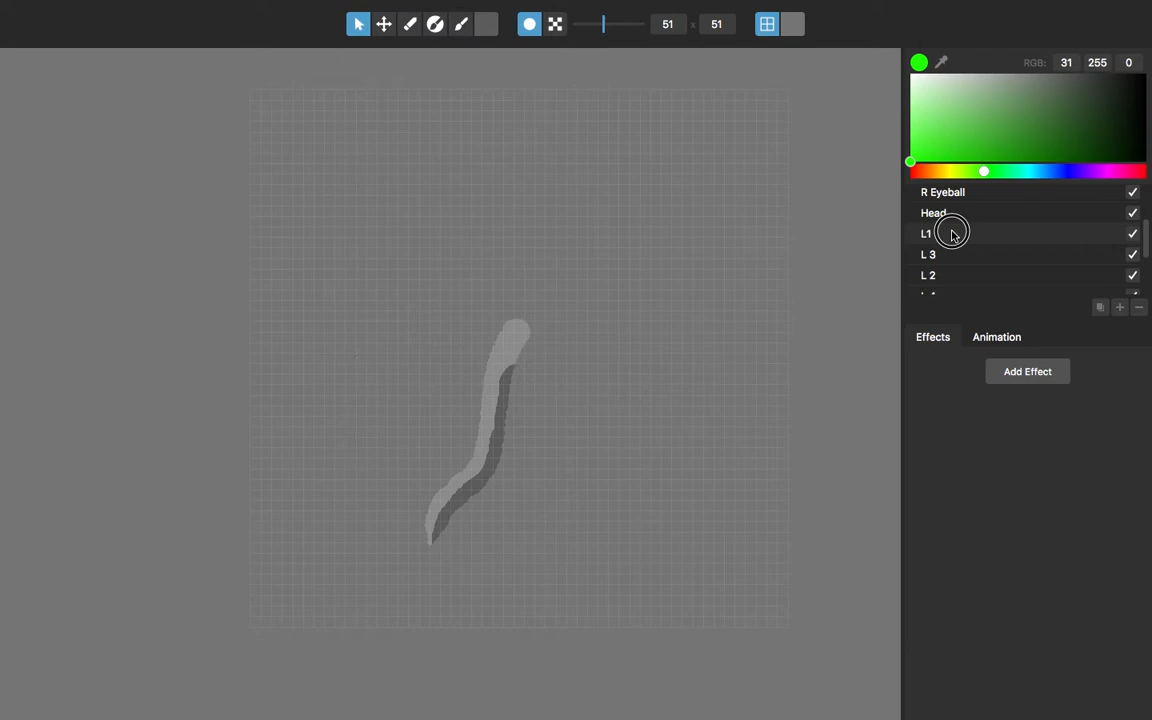 51 x 51
RGB: 31 255 0
R Eyeball
Head
L1
L 3
L 2
Effects Animation
Add Effect